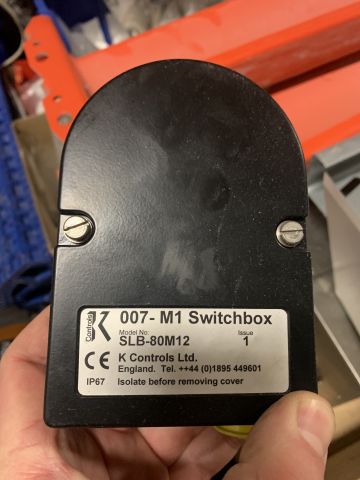 K Controls
007- M1 Switchbox
Model No: Issue
SLB-80M12 1
CE K Controls Ltd.
England. Tel. ++44 (0)1895 449601
IP67 Isolate before removing cover